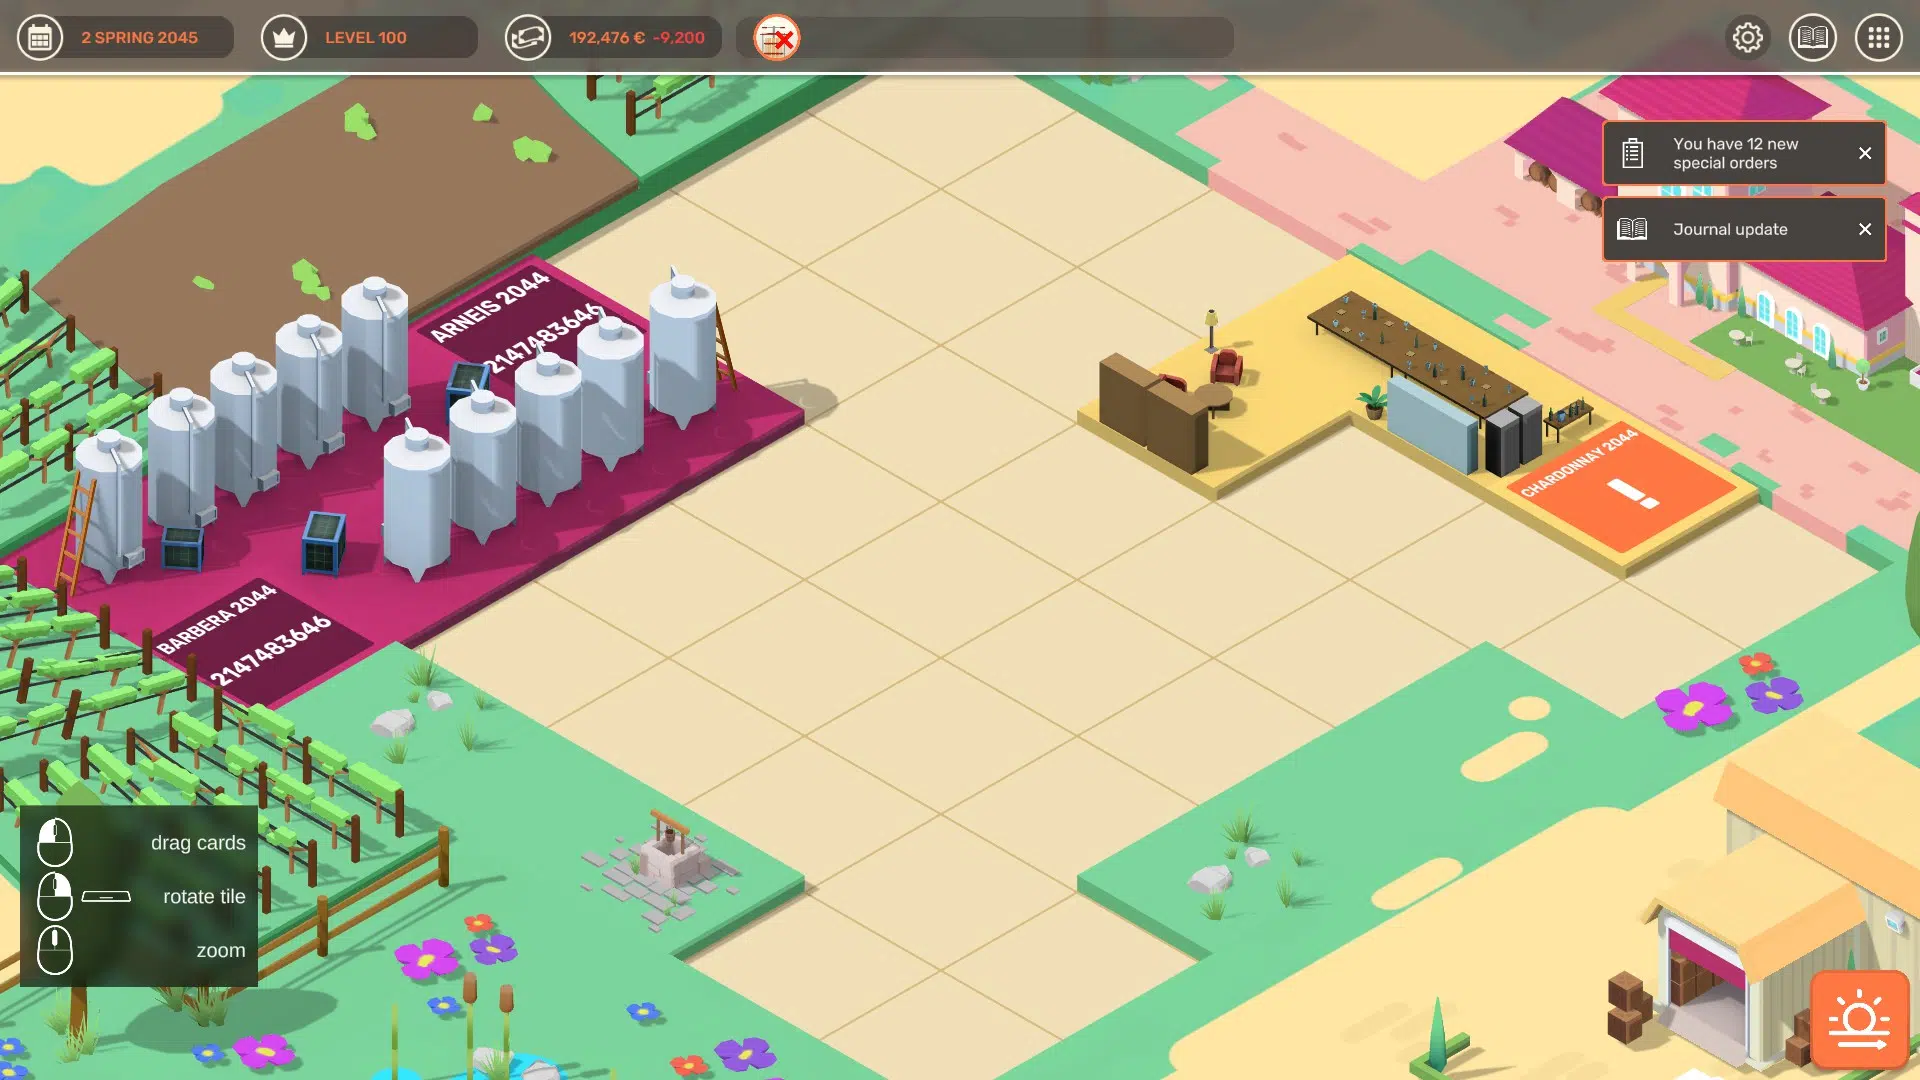 2 SPRING 2045
LEVEL 100
192,476 € -9,200
You have 12 new
special orders
Journal update
ARNEIS 2044
2147483646
CHARDONNAY 2044
!
BARBERA 2044
2147483646
drag cards
rotate tile
zoom